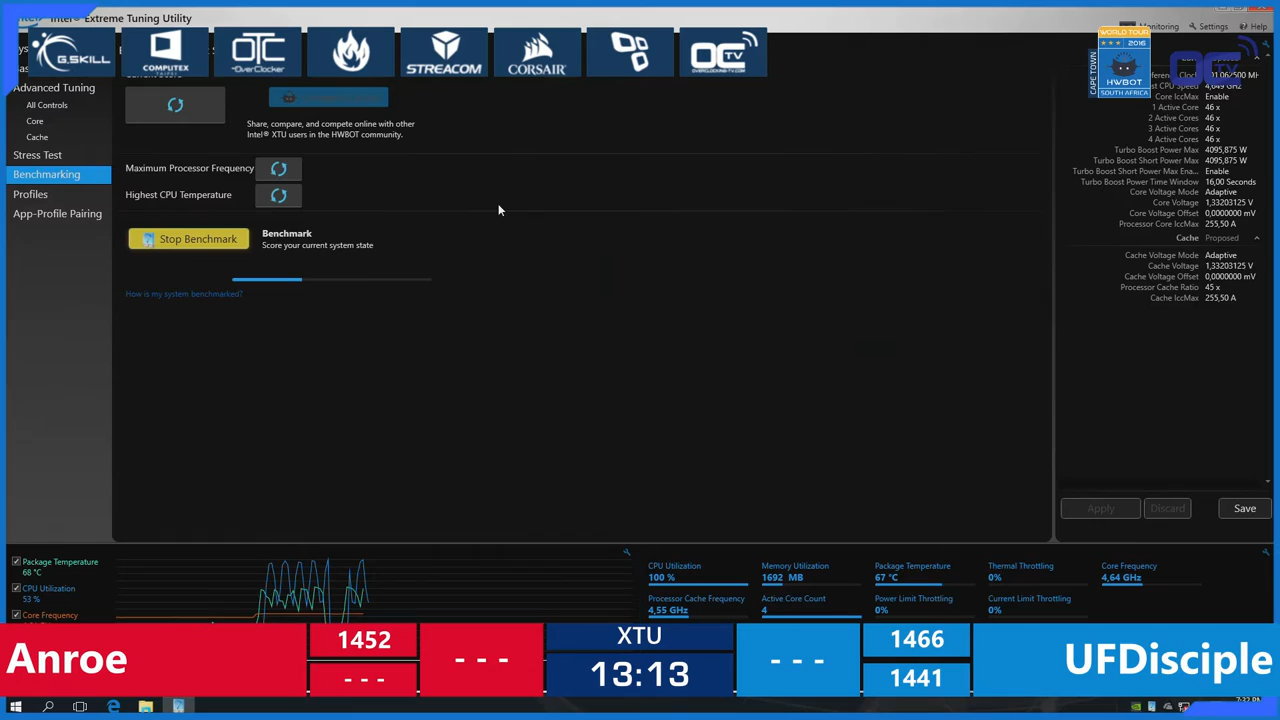 Intel® Extreme Tuning Utility
Monitoring
Settings
Help
G.SKILL
COMPUTEX
TAIPEI
OTC
OVERCLOCKER
STREACOM
CORSAIR
OCTV
OVERCLOCKING-TV.COM
WORLD TOUR
2016
HWBOT
SOUTH AFRICA
CAPE TOWN
OCTV
Advanced Tuning
All Controls
Core
Cache
Stress Test
Benchmarking
Profiles
App-Profile Pairing
Share, compare, and compete online with other
Intel® XTU users in the HWBOT community.
Maximum Processor Frequency
Highest CPU Temperature
Stop Benchmark
Benchmark
Score your current system state
How is my system benchmarked?
Core IccMax Enable
1 Active Core 46 x
2 Active Cores 46 x
3 Active Cores 46 x
4 Active Cores 46 x
Turbo Boost Power Max 4095,875 W
Turbo Boost Short Power Max 4095,875 W
Turbo Boost Short Power Max Ena... Enable
Turbo Boost Power Time Window 16,00 Seconds
Core Voltage Mode Adaptive
Core Voltage 1,33203125 V
Core Voltage Offset 0,0000000 mV
Processor Core IccMax 255,50 A
Cache Proposed
Cache Voltage Mode Adaptive
Cache Voltage 1,33203125 V
Cache Voltage Offset 0,0000000 mV
Processor Cache Ratio 45 x
Cache IccMax 255,50 A
Apply Discard Save
Package Temperature
68 °C
CPU Utilization
53 %
Core Frequency
CPU Utilization
100 %
Memory Utilization
1692 MB
Package Temperature
67 °C
Thermal Throttling
0%
Core Frequency
4,64 GHz
Processor Cache Frequency
4,55 GHz
Active Core Count
4
Power Limit Throttling
0%
Current Limit Throttling
0%
Anroe
1452
- - -
- - -
XTU
13:13
- - -
1466
1441
UFDisciple
7:32 PM